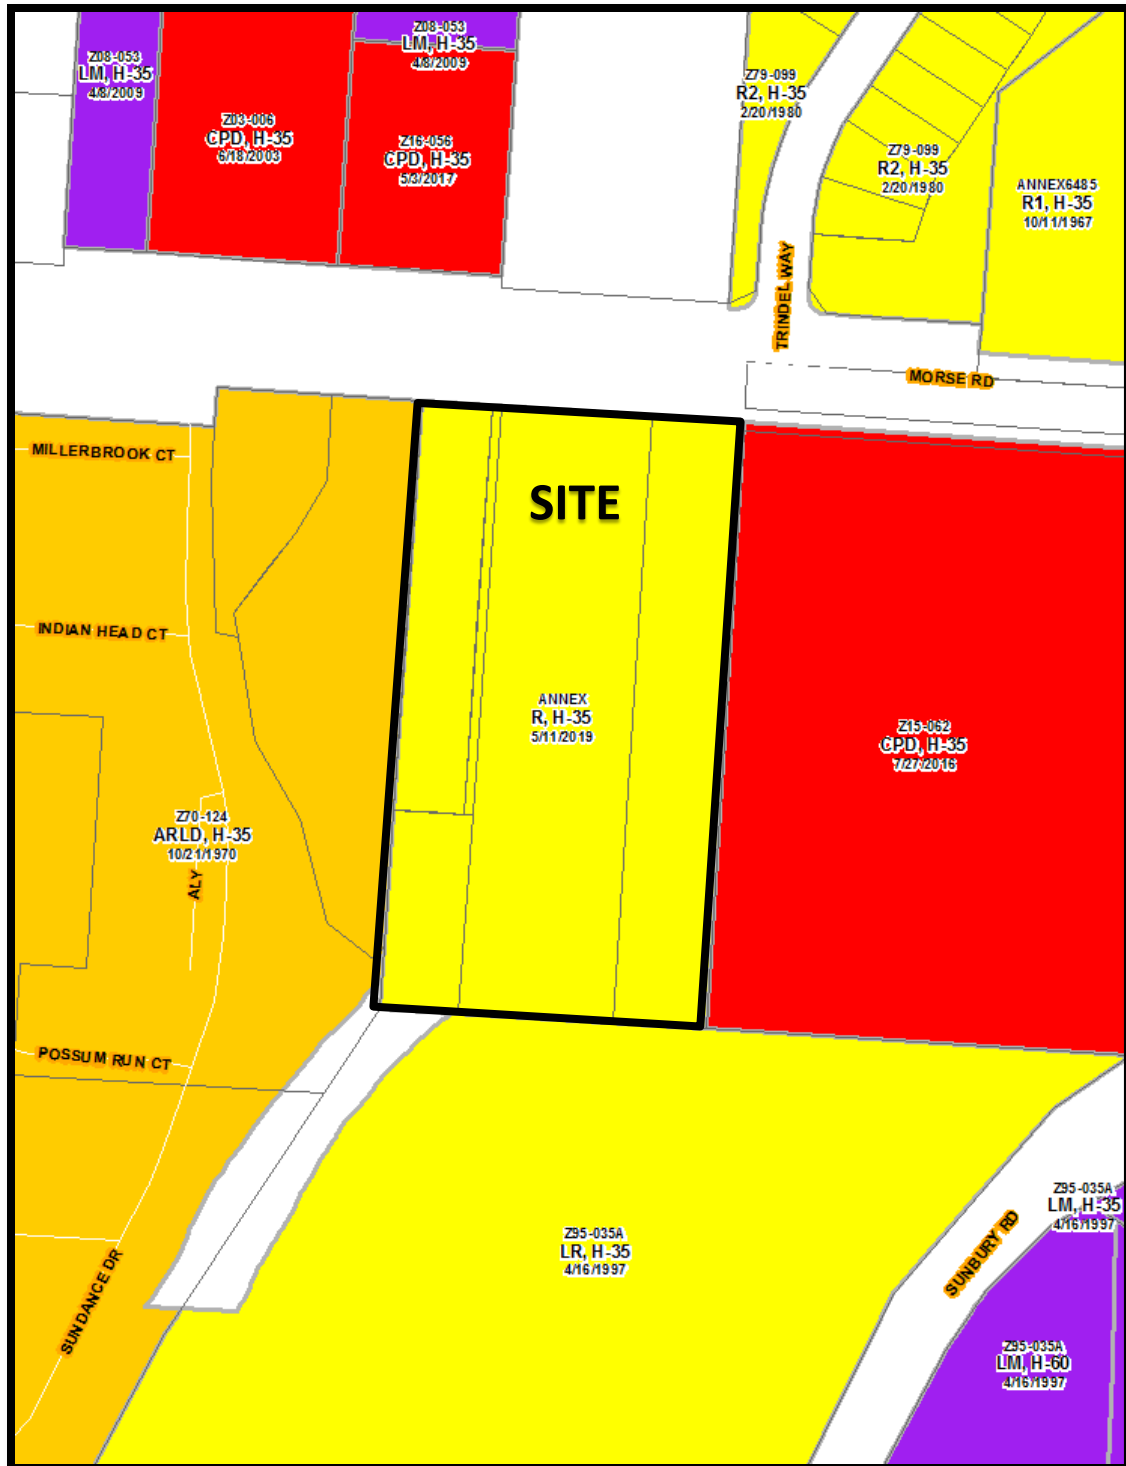 Z08-053
LM, H-35
4/8/2009
Z08-053
LM, H-35
4/8/2009
Z03-006
CPD, H-35
6/18/2003
Z16-056
CPD, H-35
5/3/2017
Z79-099
R2, H-35
2/20/1980
Z79-099
R2, H-35
2/20/1980
ANNEX6485
R1, H-35
10/11/1967
TRINDEL WAY
MORSE RD
MILLERBROOK CT
SITE
INDIAN HEAD CT
ANNEX
R, H-35
5/11/2019
Z15-062
CPD, H-35
7/27/2016
Z70-124
ARLD, H-35
10/21/1970
ALY
POSSUM RUN CT
Z95-035A
LM, H-35
4/16/1997
Z95-035A
LR, H-35
4/16/1997
SUNBURY RD
SUNDANCE DR
Z95-035A
LM, H-60
4/16/1997